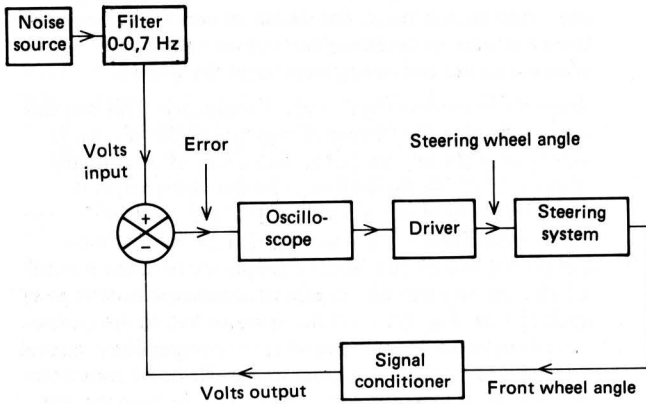 Noise
source
Filter
0-0,7 Hz
Volts
input
Error
Steering wheel angle
+
−
Oscillo-
scope
Driver
Steering
system
Signal
conditioner
Volts output
Front wheel angle